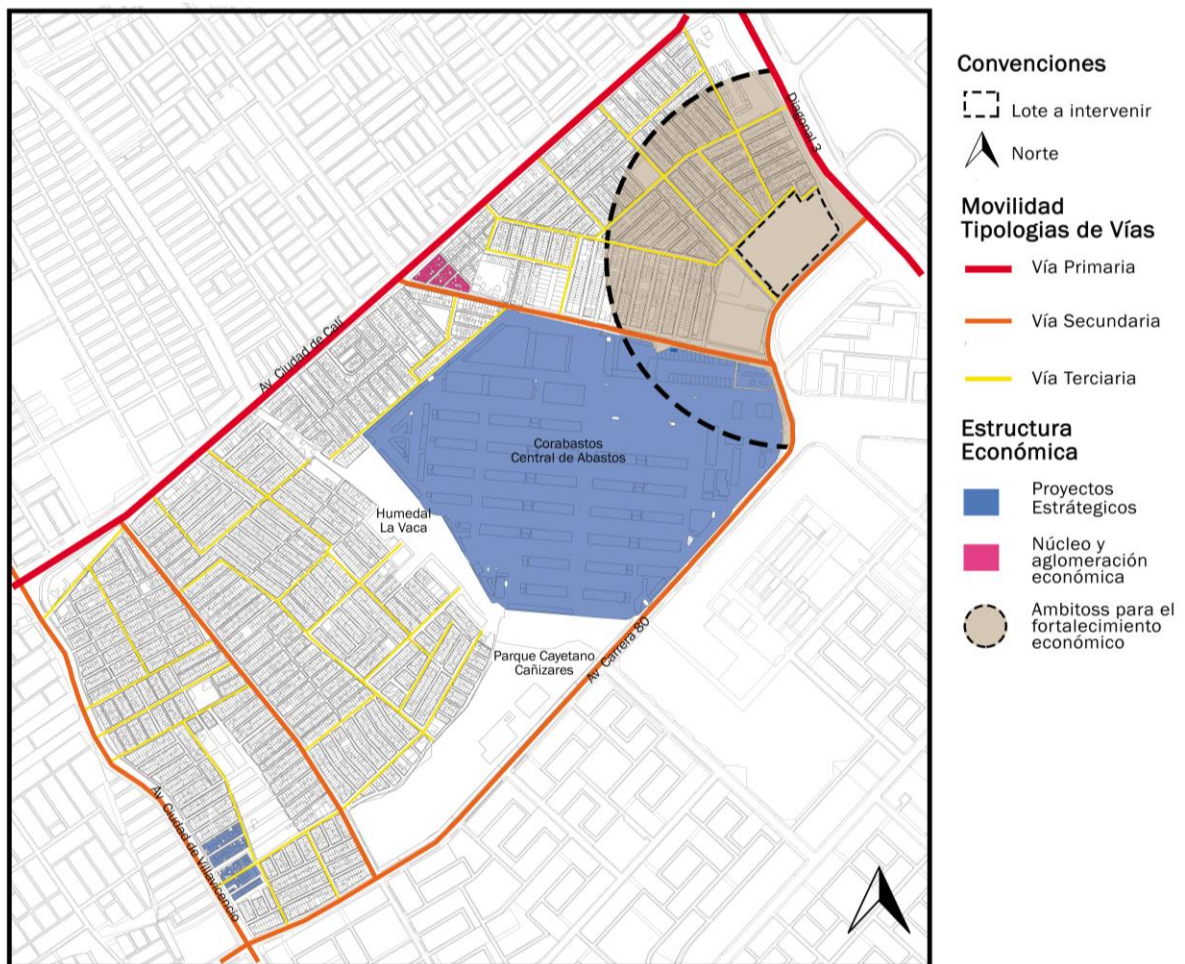 Diagonal 3
Av. Ciudad de Cali
Corabastos
Central de Abastos
Humedal
La Vaca
Parque Cayetano
Cañizares
Av Carrera 80
Av Ciudad de Villavicencio
Convenciones
Lote a intervenir
Norte
Movilidad
Tipologias de Vías
Vía Primaria
Vía Secundaria
Vía Terciaria
Estructura
Económica
Proyectos
Estrátegicos
Núcleo y
aglomeración
económica
Ambitoss para el
fortalecimiento
económico